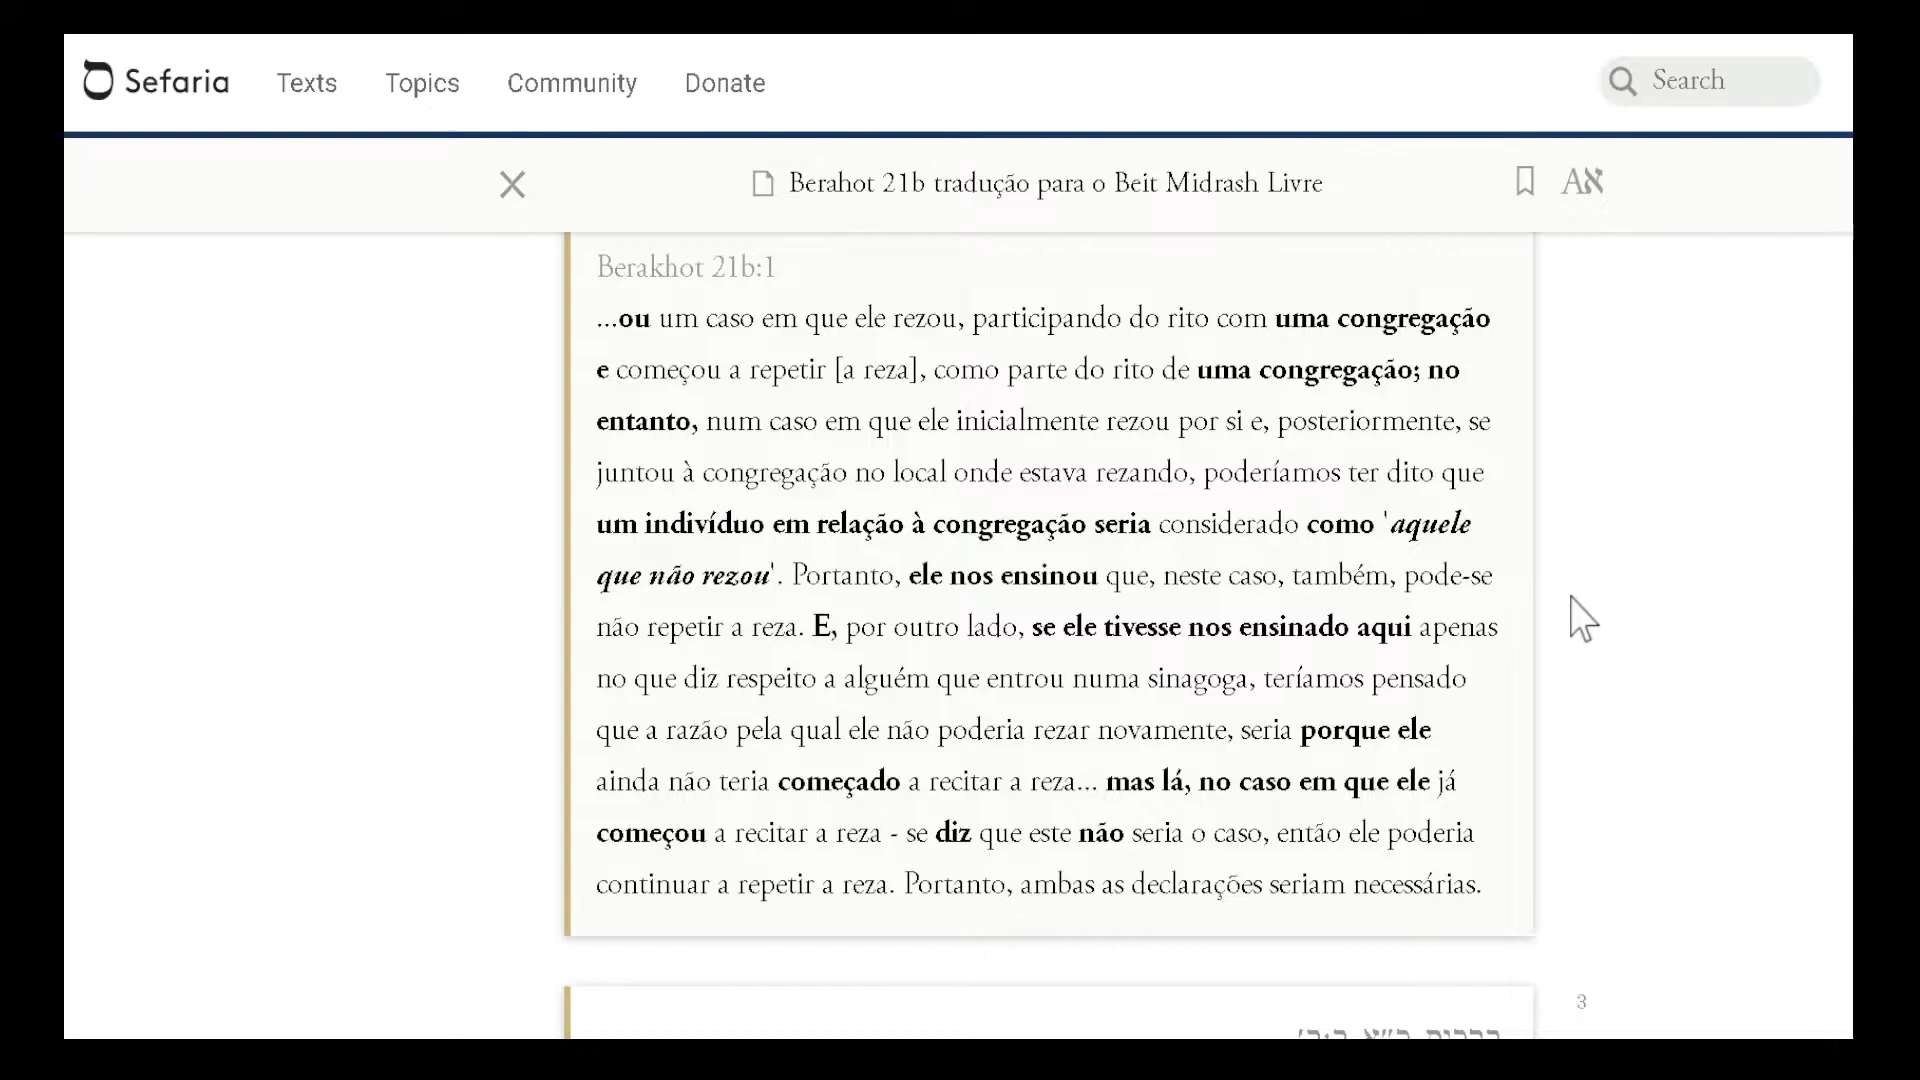 Sefaria Texts Topics Community Donate Search
Berahot 21b tradução para o Beit Midrash Livre Aא
Berakhot 21b:1
...ou um caso em que ele rezou, participando do rito com uma congregação
e começou a repetir [a reza], como parte do rito de uma congregação; no
entanto, num caso em que ele inicialmente rezou por si e, posteriormente, se
juntou à congregação no local onde estava rezando, poderíamos ter dito que
um indivíduo em relação à congregação seria considerado como 'aquele
que não rezou'. Portanto, ele nos ensinou que, neste caso, também, pode-se
não repetir a reza. E, por outro lado, se ele tivesse nos ensinado aqui apenas
no que diz respeito a alguém que entrou numa sinagoga, teríamos pensado
que a razão pela qual ele não poderia rezar novamente, seria porque ele
ainda não teria começado a recitar a reza... mas lá, no caso em que ele já
começou a recitar a reza - se diz que este não seria o caso, então ele poderia
continuar a repetir a reza. Portanto, ambas as declarações seriam necessárias.
3